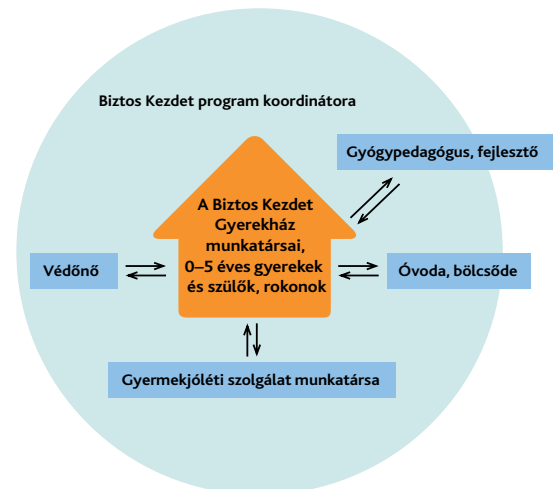 Biztos Kezdet program koordinátora
Gyógypedagógus, fejlesztő
A Biztos Kezdet
Gyerekház
munkatársai,
0–5 éves gyerekek
és szülők, rokonok
Védőnő
Óvoda, bölcsőde
Gyermekjóléti szolgálat munkatársa